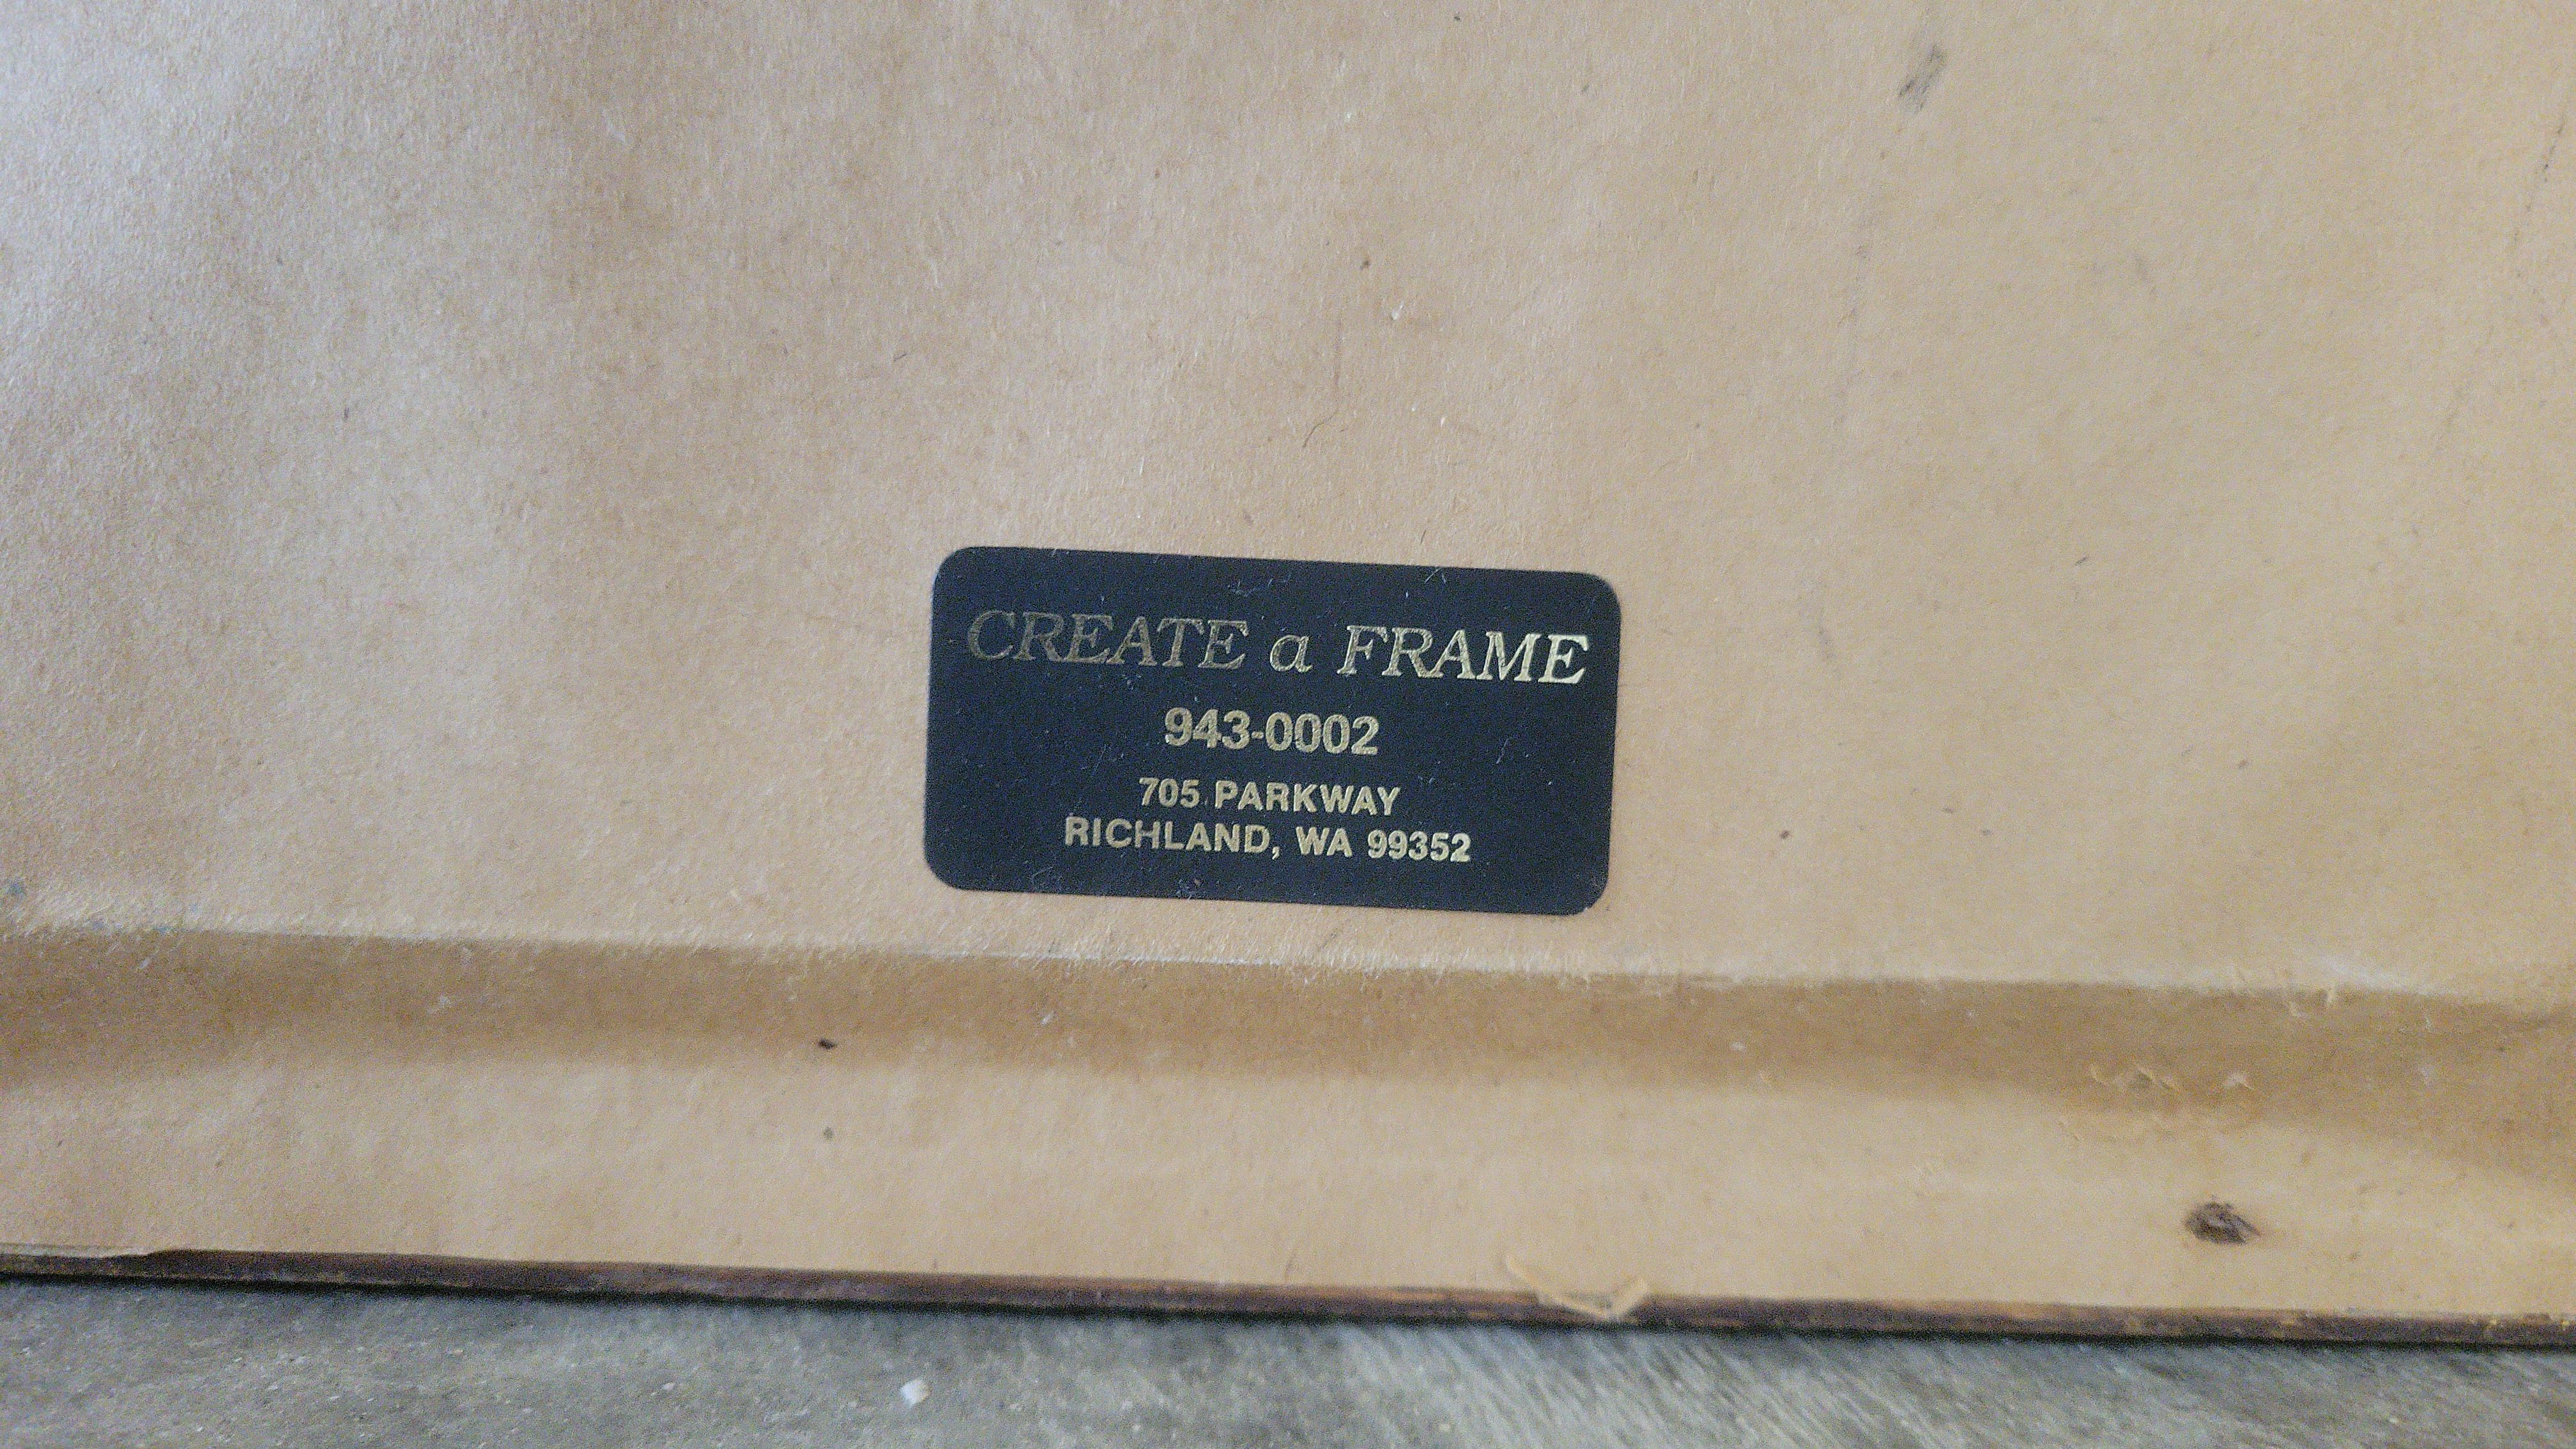 CREATE a FRAME
943-0002
705 PARKWAY
RICHLAND, WA 99352